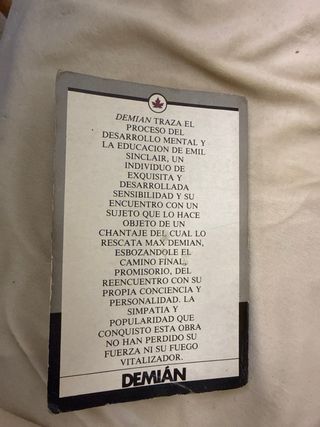 DEMIAN TRAZA EL
PROCESO DEL
DESARROLLO MENTAL Y
LA EDUCACION DE EMIL
SINCLAIR, UN
INDIVIDUO DE
EXQUISITA Y
DESARROLLADA
SENSIBILIDAD Y SU
ENCUENTRO CON UN
SUJETO QUE LO HACE
OBJETO DE UN
CHANTAJE DEL CUAL LO
RESCATA MAX DEMIAN,
ESBOZANDOLE EL
CAMINO FINAL,
PROMISORIO, DEL
REENCUENTRO CON SU
PROPIA CONCIENCIA Y
PERSONALIDAD. LA
SIMPATIA Y
POPULARIDAD QUE
CONQUISTO ESTA OBRA
NO HAN PERDIDO SU
FUERZA NI SU FUEGO
VITALIZADOR.
DEMIÁN